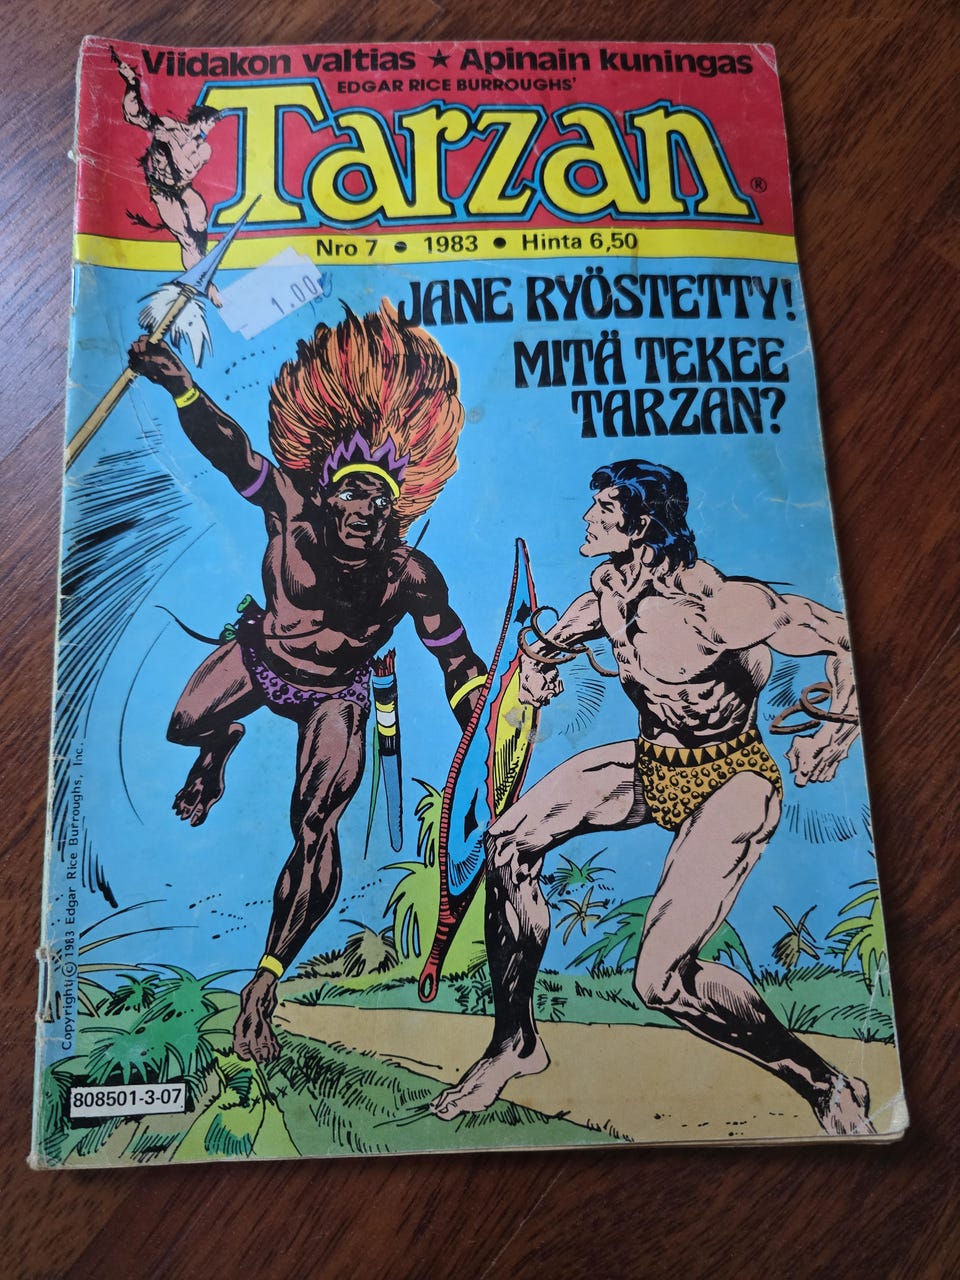 Viidakon valtias ★ Apinain kuningas
EDGAR RICE BURROUGHS'
Tarzan®
Nro 7 • 1983 • Hinta 6,50
1.00
JANE RYÖSTETTY!
MITÄ TEKEE
TARZAN?
Copyright © 1983 Edgar Rice Burroughs, Inc.
808501-3-07